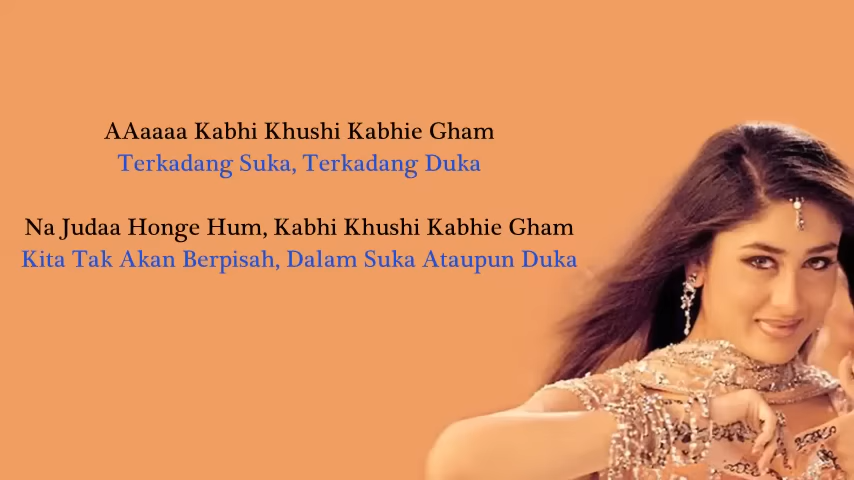 AAaaaa Kabhi Khushi Kabhie Gham
Terkadang Suka, Terkadang Duka
Na Judaa Honge Hum, Kabhi Khushi Kabhie Gham
Kita Tak Akan Berpisah, Dalam Suka Ataupun Duka